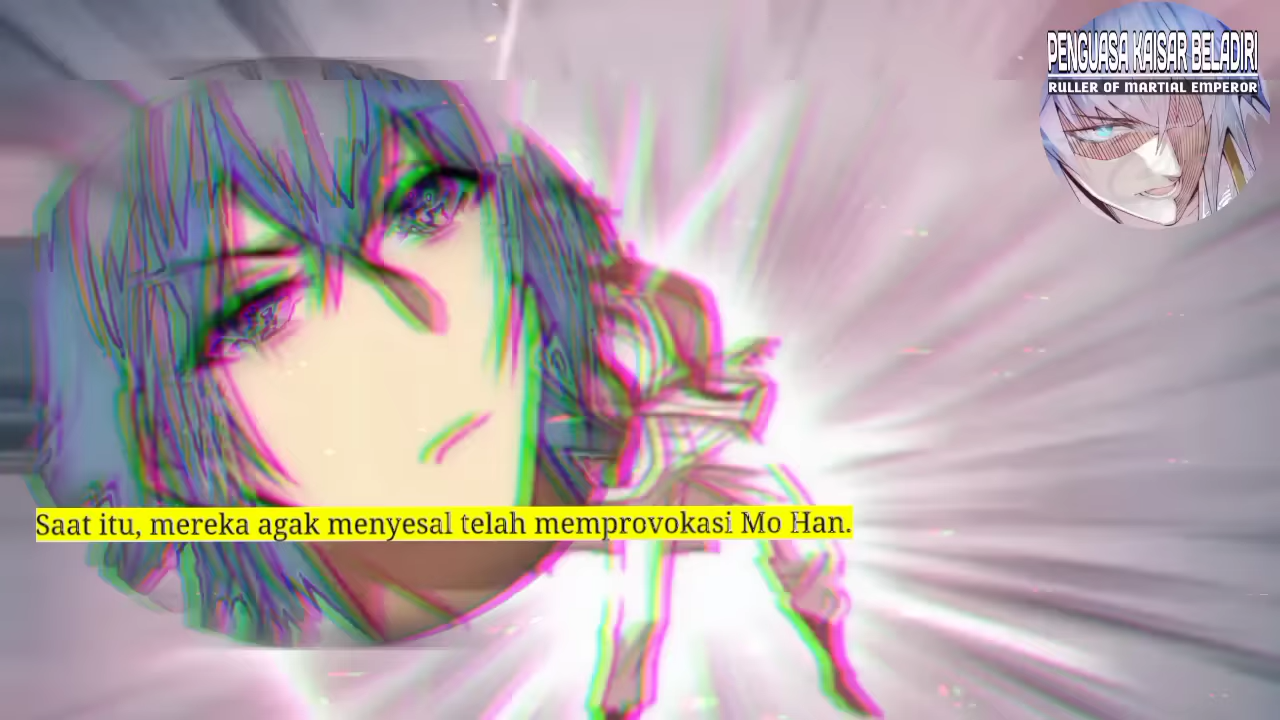 PENGUASA KAISAR BELADIRI
RULLER OF MARTIAL EMPEROR
Saat itu, mereka agak menyesal telah memprovokasi Mo Han.